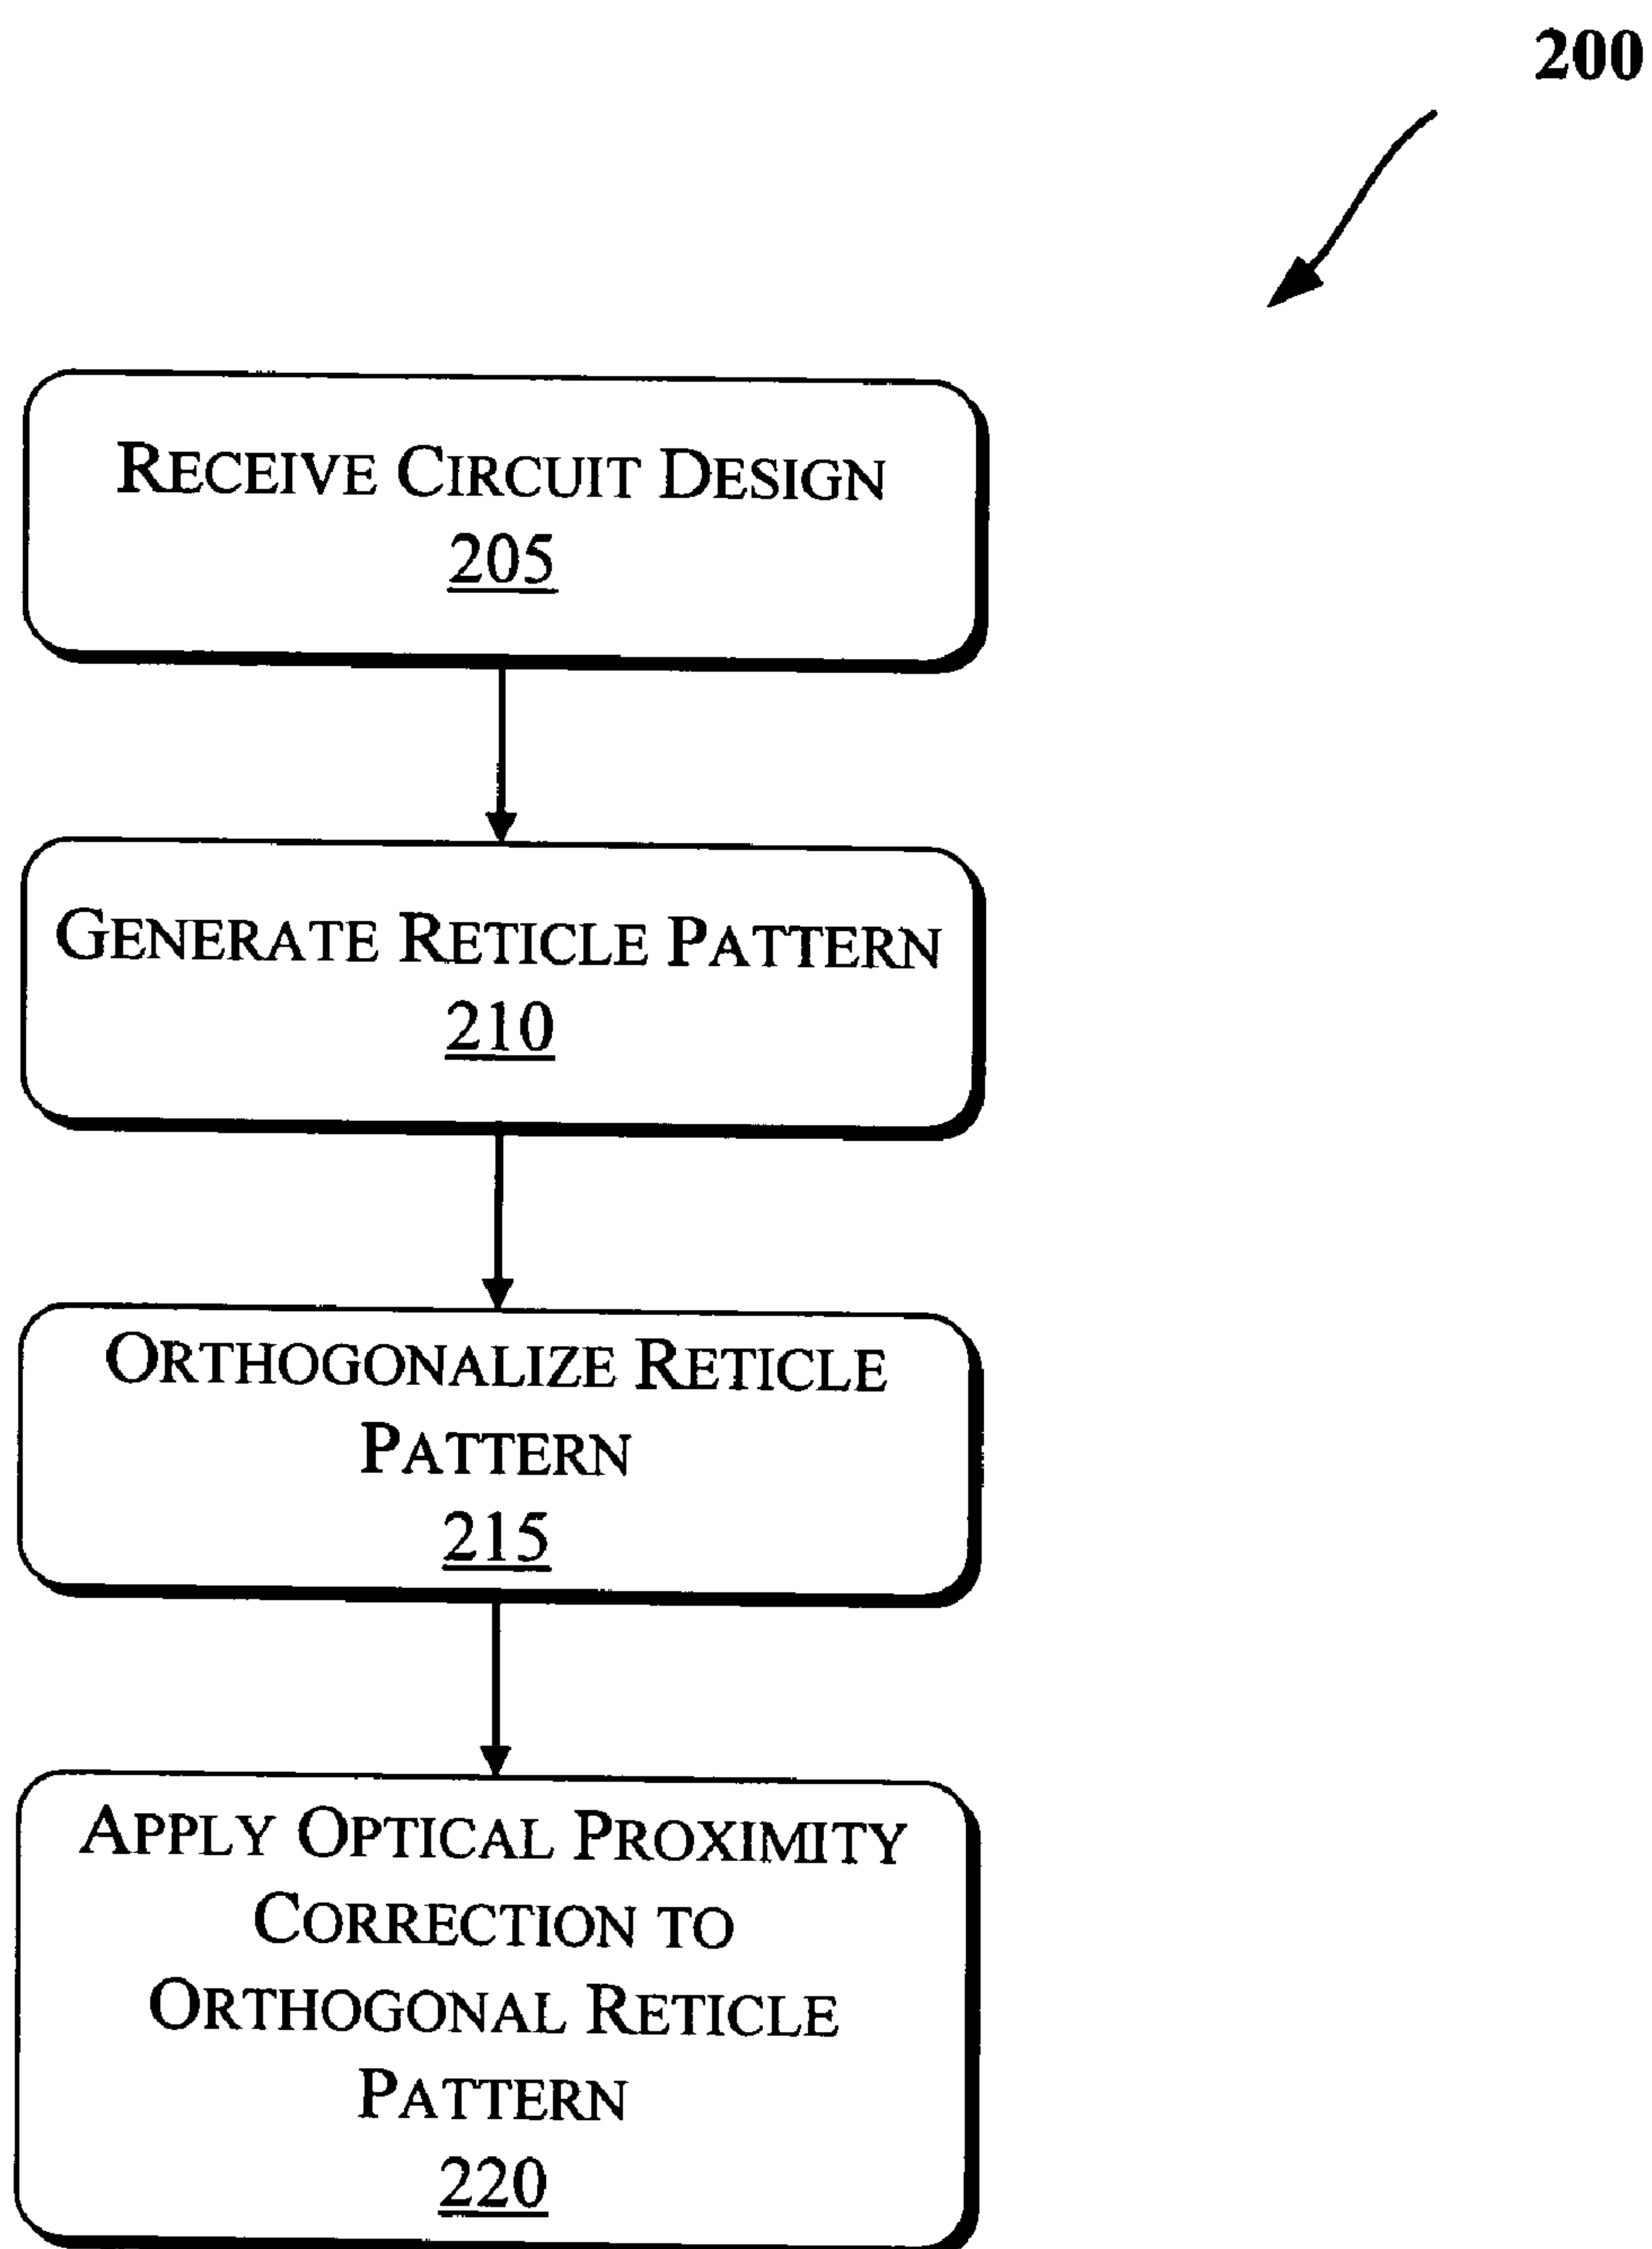 200
RECEIVE CIRCUIT DESIGN
205
GENERATE RETICLE PATTERN
210
ORTHOGONALIZE RETICLE
PATTERN
215
APPLY OPTICAL PROXIMITY
CORRECTION TO
ORTHOGONAL RETICLE
PATTERN
220